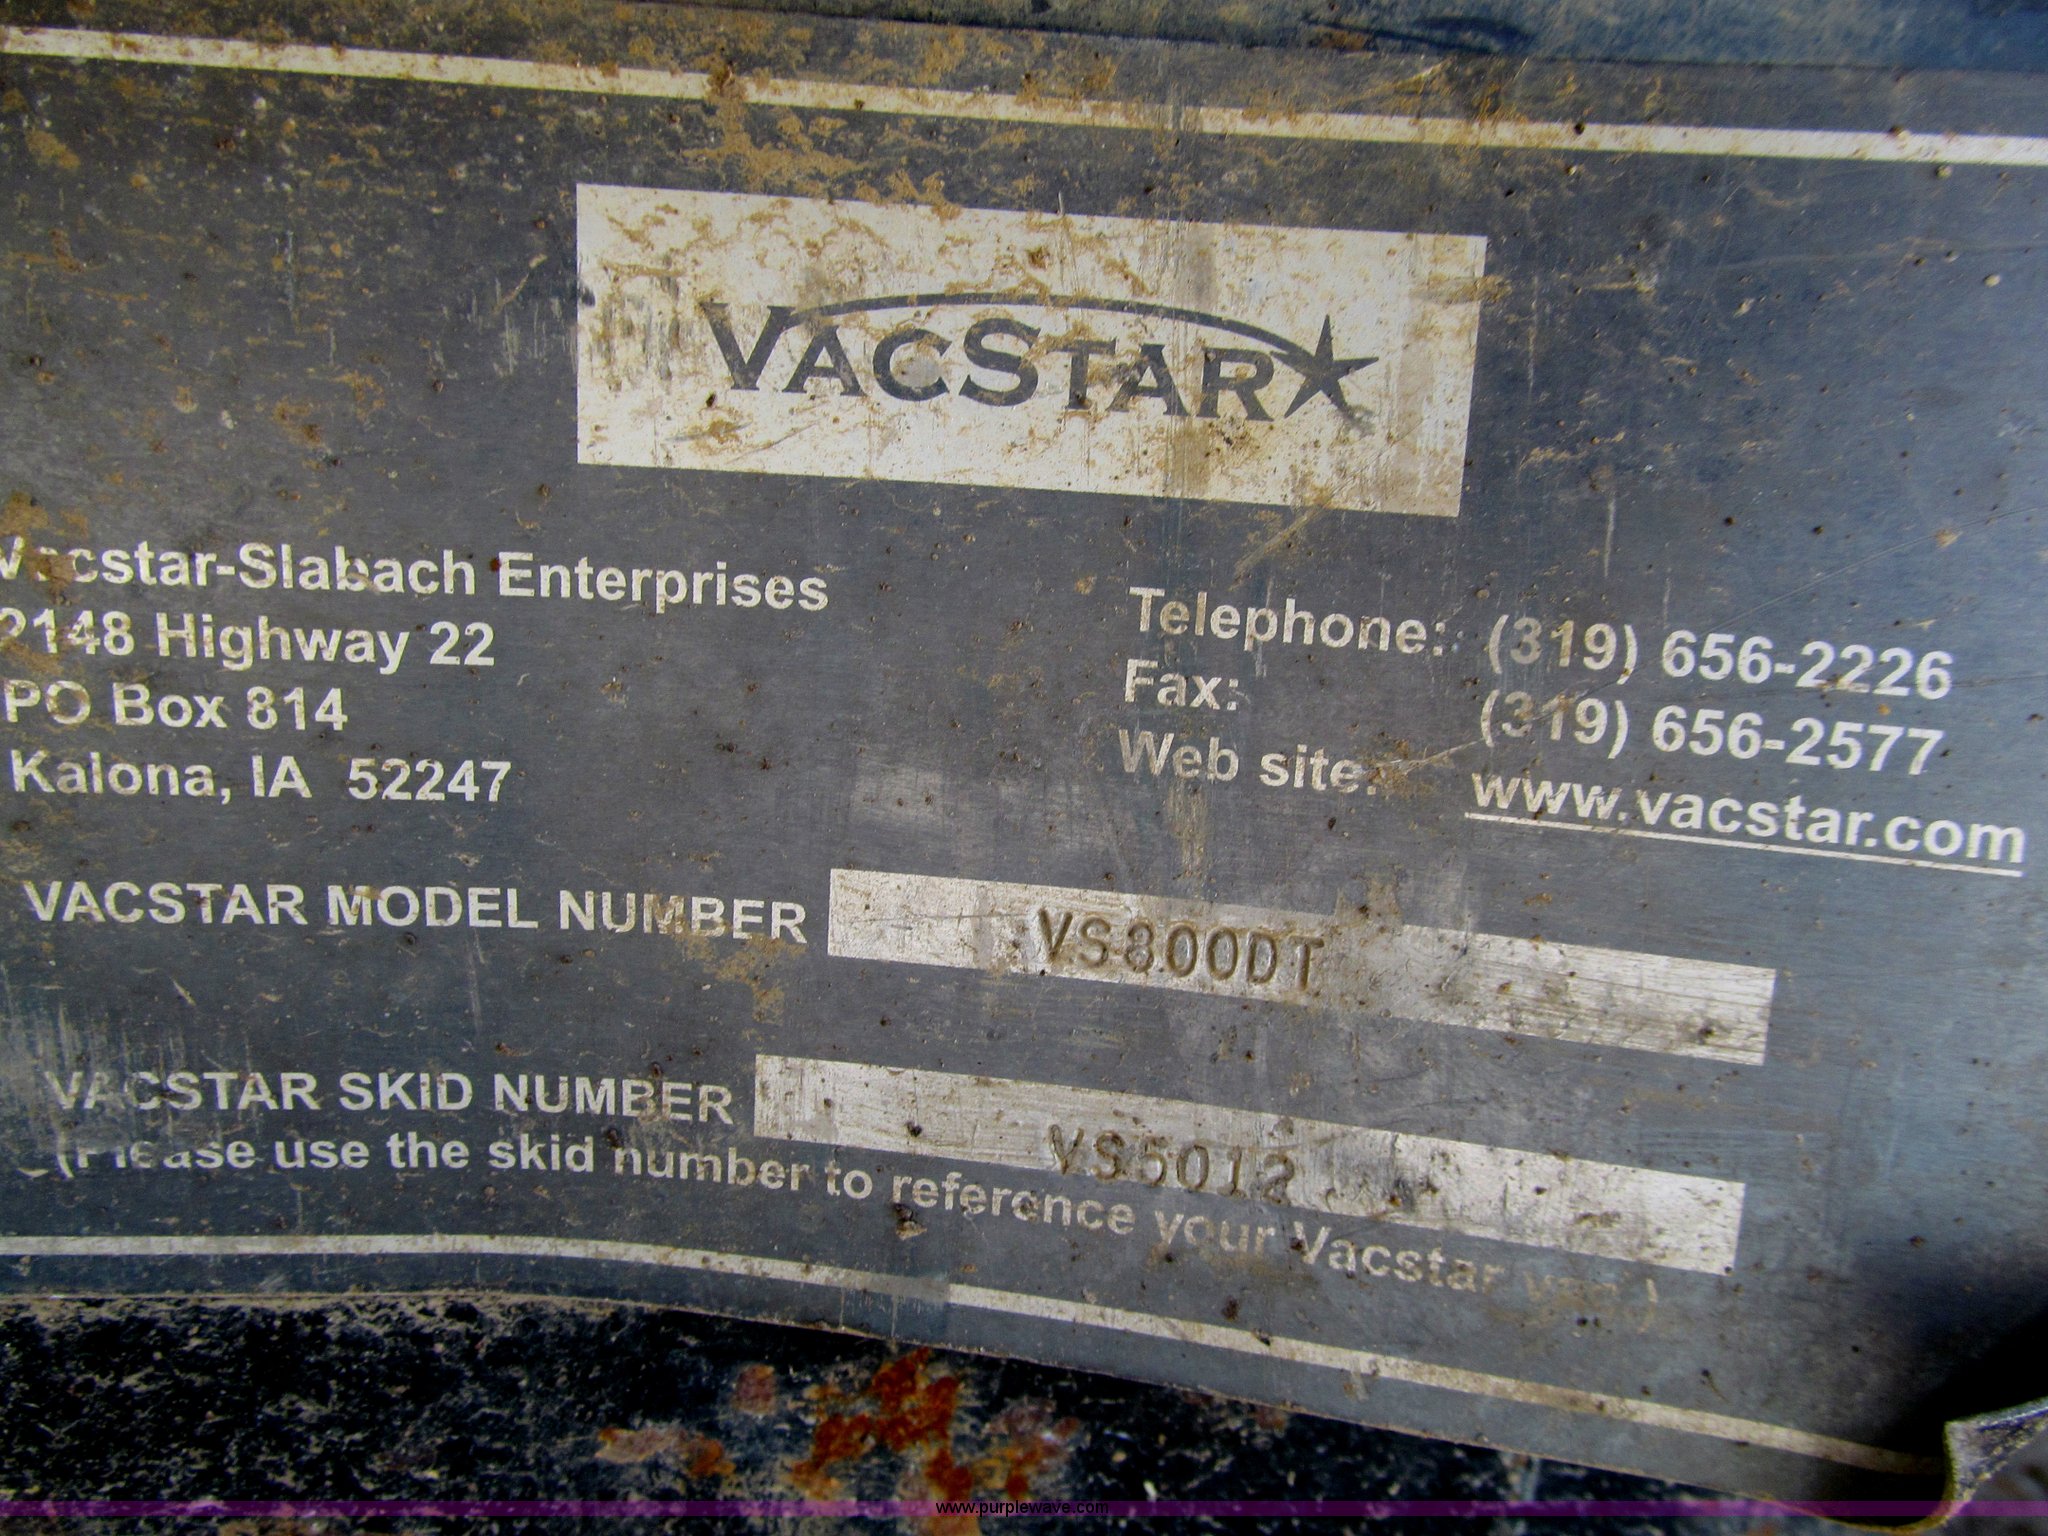 VACSTAR
Vacstar-Slabach Enterprises
2148 Highway 22
PO Box 814
Kalona, IA 52247
Telephone: (319) 656-2226
Fax: (319) 656-2577
Web site: www.vacstar.com
VACSTAR MODEL NUMBER VS800DT
VACSTAR SKID NUMBER VS5012
(Please use the skid number to reference your Vacstar
www.purplewave.com